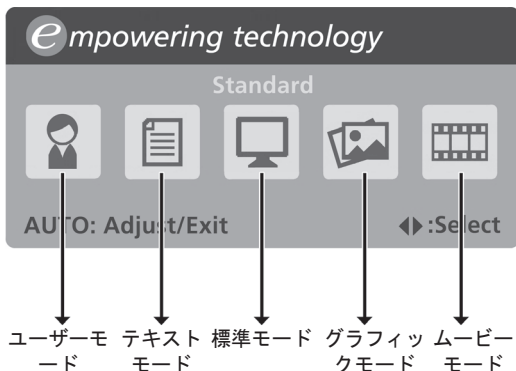 empowering technology
Standard
AUTO: Adjust/Exit
:Select
ユーザーモ
ード
テキスト
モード
標準モード
グラフィッ
クモード
ムービー
モード